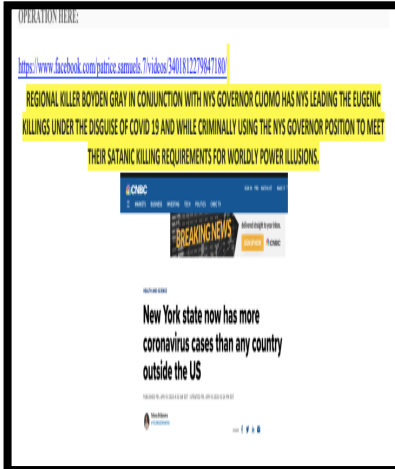 OPERATION HERE:
https://www.facebook.com/patrice.samuels.7/videos/3401812279847180/
REGIONAL KILLER BOYDEN GRAY IN CONJUNCTION WITH NYS GOVERNOR CUOMO HAS NYS LEADING THE EUGENIC
KILLINGS UNDER THE DISGUISE OF COVID 19 AND WHILE CRIMINALLY USING THE NYS GOVERNOR POSITION TO MEET
THEIR SATANIC KILLING REQUIREMENTS FOR WORLDLY POWER ILLUSIONS.
CNBC
MARKETS BUSINESS INVESTING TECH POLITICS CNBC TV
BREAKING NEWS
CNBC
HEALTH AND SCIENCE
New York state now has more
coronavirus cases than any country
outside the US